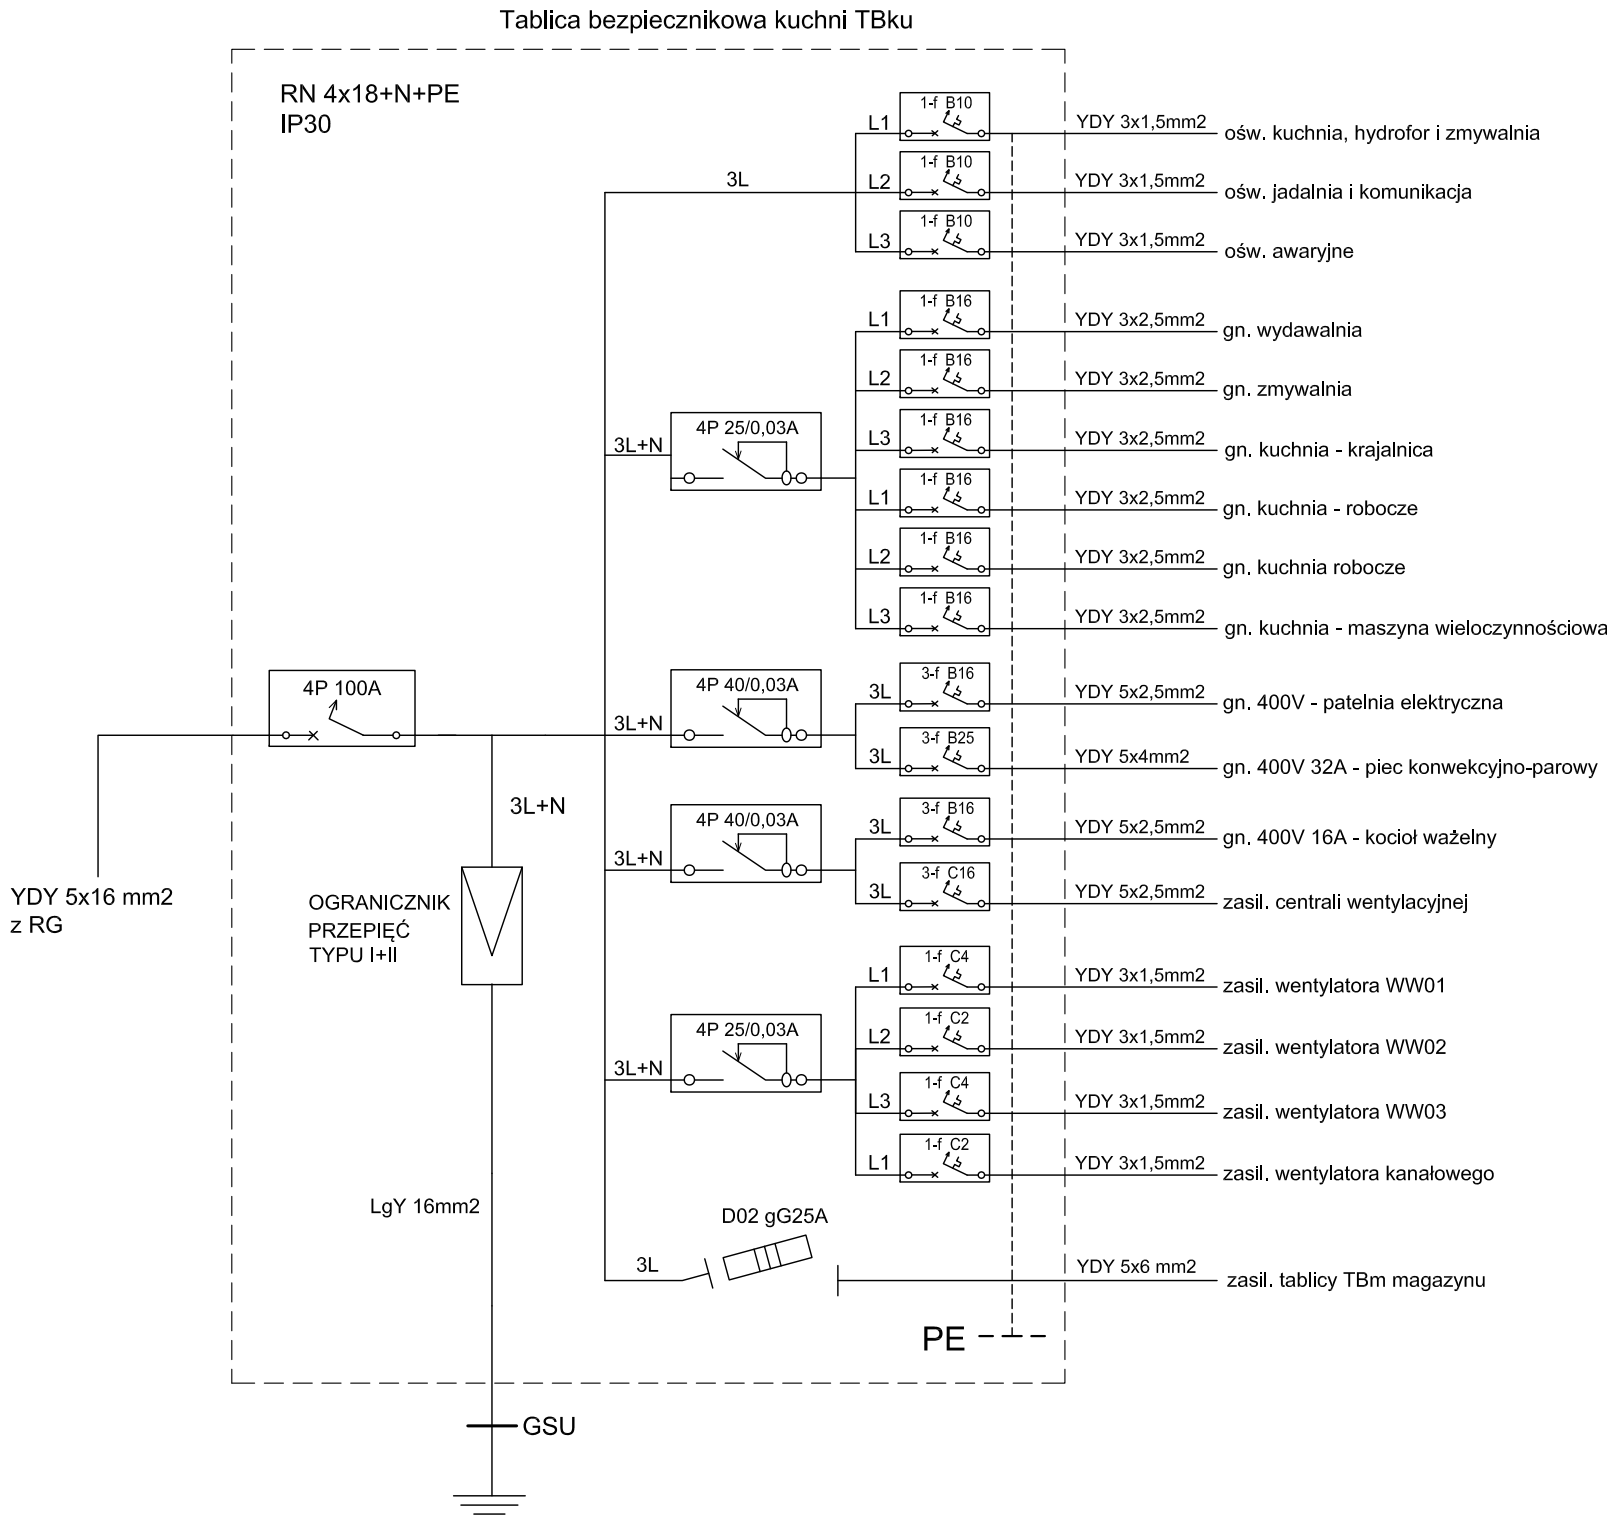 Tablica bezpiecznikowa kuchni TBku
RN 4x18+N+PE
IP30
3L
L1
1-f B10
YDY 3x1,5mm2
ośw. kuchnia, hydrofor i zmywalnia
L2
1-f B10
YDY 3x1,5mm2
ośw. jadalnia i komunikacja
L3
1-f B10
YDY 3x1,5mm2
ośw. awaryjne
3L+N
4P 25/0,03A
L1
1-f B16
YDY 3x2,5mm2
gn. wydawalnia
L2
1-f B16
YDY 3x2,5mm2
gn. zmywalnia
L3
1-f B16
YDY 3x2,5mm2
gn. kuchnia - krajalnica
L1
1-f B16
YDY 3x2,5mm2
gn. kuchnia - robocze
L2
1-f B16
YDY 3x2,5mm2
gn. kuchnia robocze
L3
1-f B16
YDY 3x2,5mm2
gn. kuchnia - maszyna wieloczynnościowa
4P 100A
3L+N
4P 40/0,03A
3L
3-f B16
YDY 5x2,5mm2
gn. 400V - patelnia elektryczna
3L
3-f B25
YDY 5x4mm2
gn. 400V 32A - piec konwekcyjno-parowy
3L+N
3L+N
4P 40/0,03A
3L
3-f B16
YDY 5x2,5mm2
gn. 400V 16A - kocioł ważelny
3L
3-f C16
YDY 5x2,5mm2
zasil. centrali wentylacyjnej
YDY 5x16 mm2
z RG
OGRANICZNIK
PRZEPIĘĆ
TYPU I+II
3L+N
4P 25/0,03A
L1
1-f C4
YDY 3x1,5mm2
zasil. wentylatora WW01
L2
1-f C2
YDY 3x1,5mm2
zasil. wentylatora WW02
L3
1-f C4
YDY 3x1,5mm2
zasil. wentylatora WW03
L1
1-f C2
YDY 3x1,5mm2
zasil. wentylatora kanałowego
LgY 16mm2
3L
D02 gG25A
YDY 5x6 mm2
zasil. tablicy TBm magazynu
PE
GSU